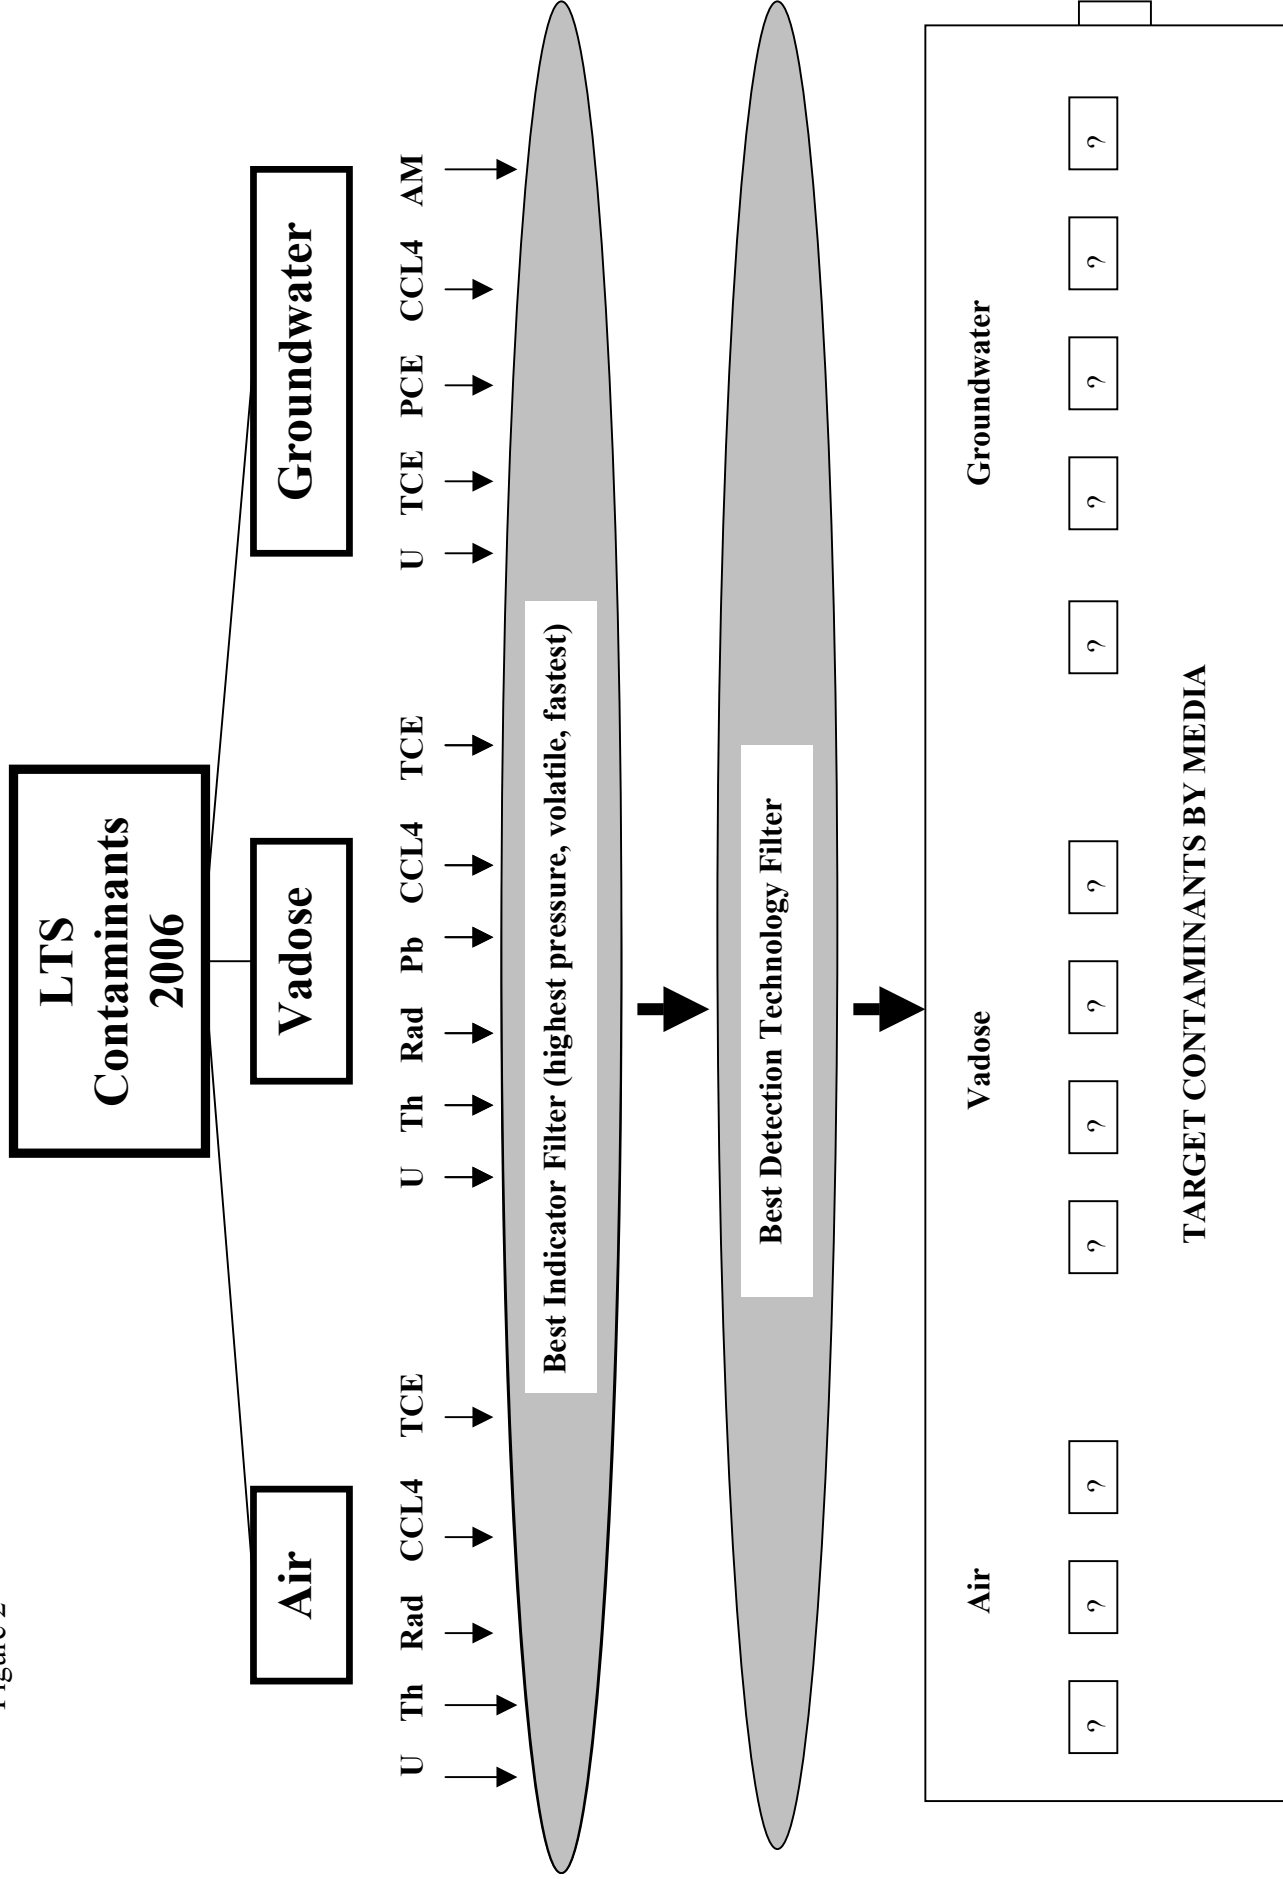 Figure 2
LTS
Contaminants
2006
Air
Vadose
Groundwater
U Th Rad CCL4 TCE
U Th Rad Pb CCL4 TCE
U TCE PCE CCL4 AM
Best Indicator Filter (highest pressure, volatile, fastest)
Best Detection Technology Filter
Air
Vadose
Groundwater
? ? ?
? ? ? ?
? ? ? ? ?
TARGET CONTAMINANTS BY MEDIA